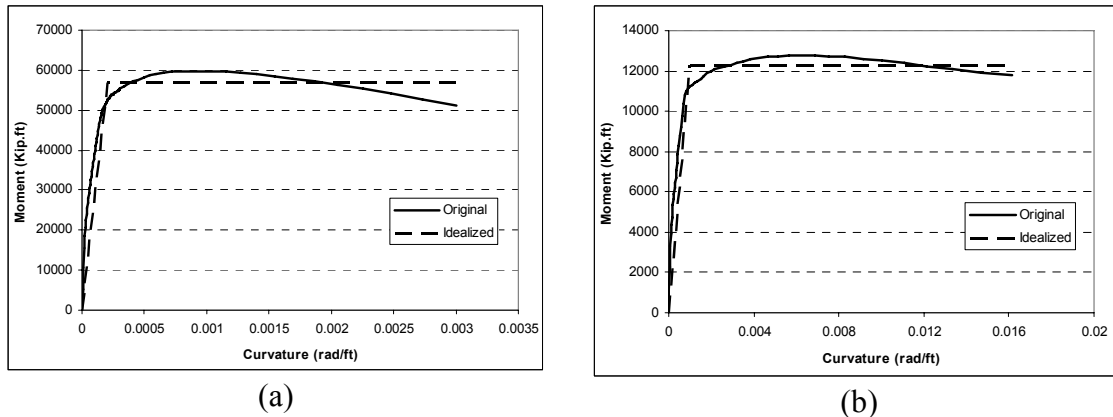 70000
60000
50000
40000
30000
20000
10000
0
Moment (Kip.ft)
Original
Idealized
0 0.0005 0.001 0.0015 0.002 0.0025 0.003 0.0035
Curvature (rad/ft)
(a)
14000
12000
10000
8000
6000
4000
2000
0
Moment (Kip.ft)
Original
Idealized
0 0.004 0.008 0.012 0.016 0.02
Curvature (rad/ft)
(b)